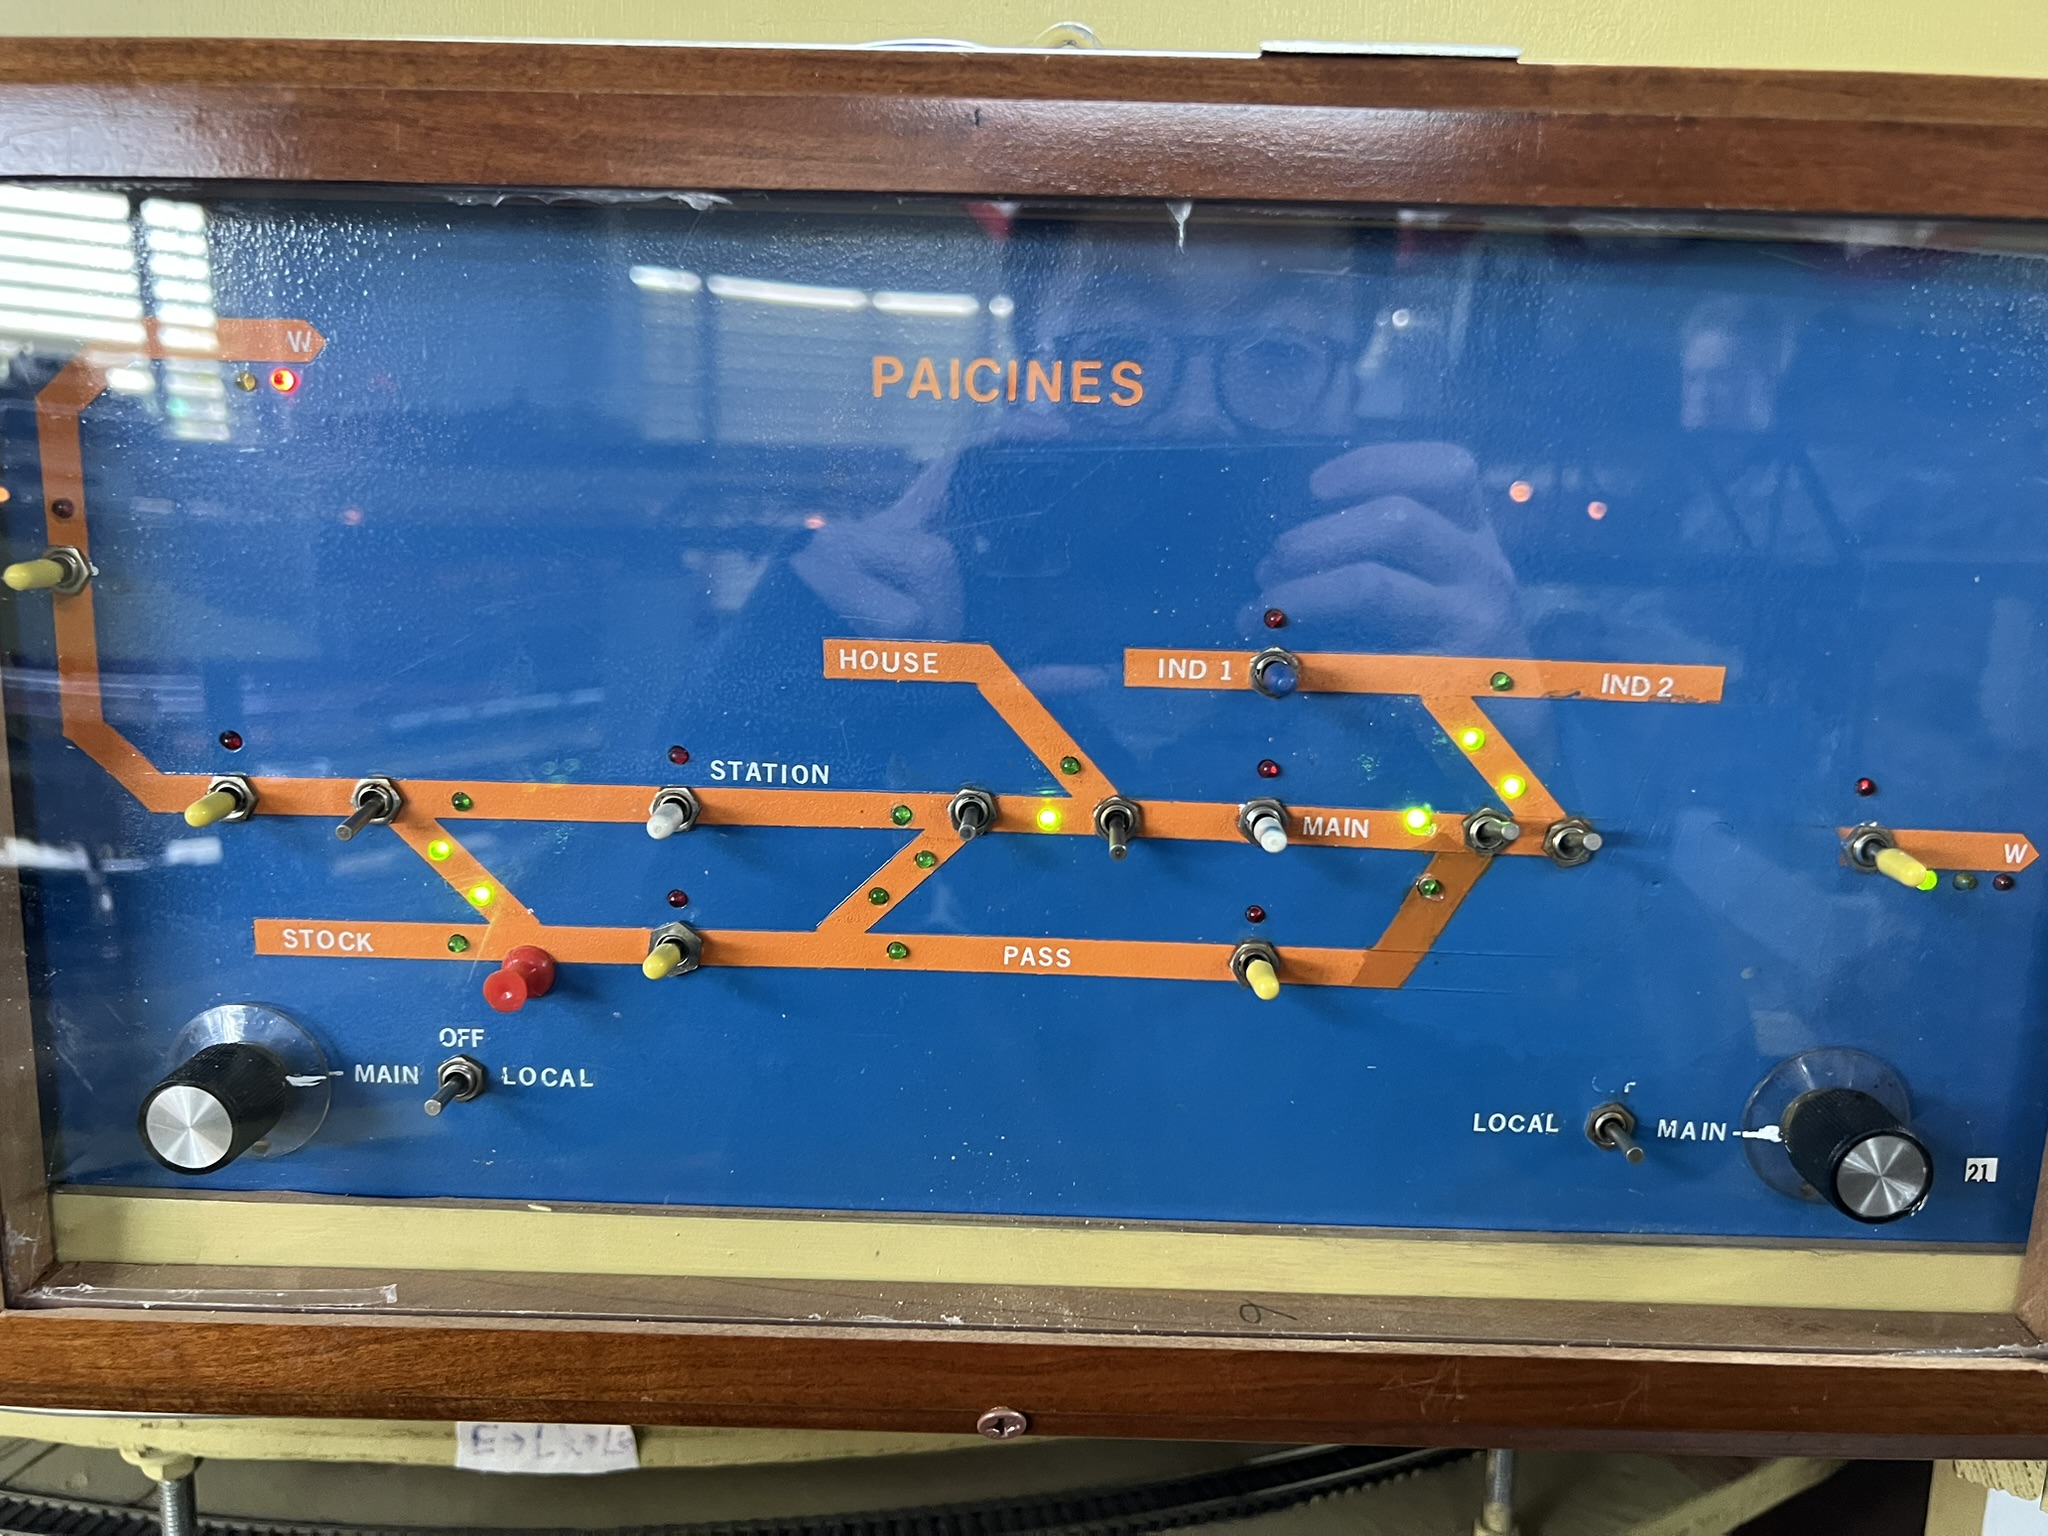 W
PAICINES
HOUSE
IND 1
IND 2
STATION
MAIN
W
STOCK
PASS
OFF
MAIN
LOCAL
LOCAL
MAIN
21